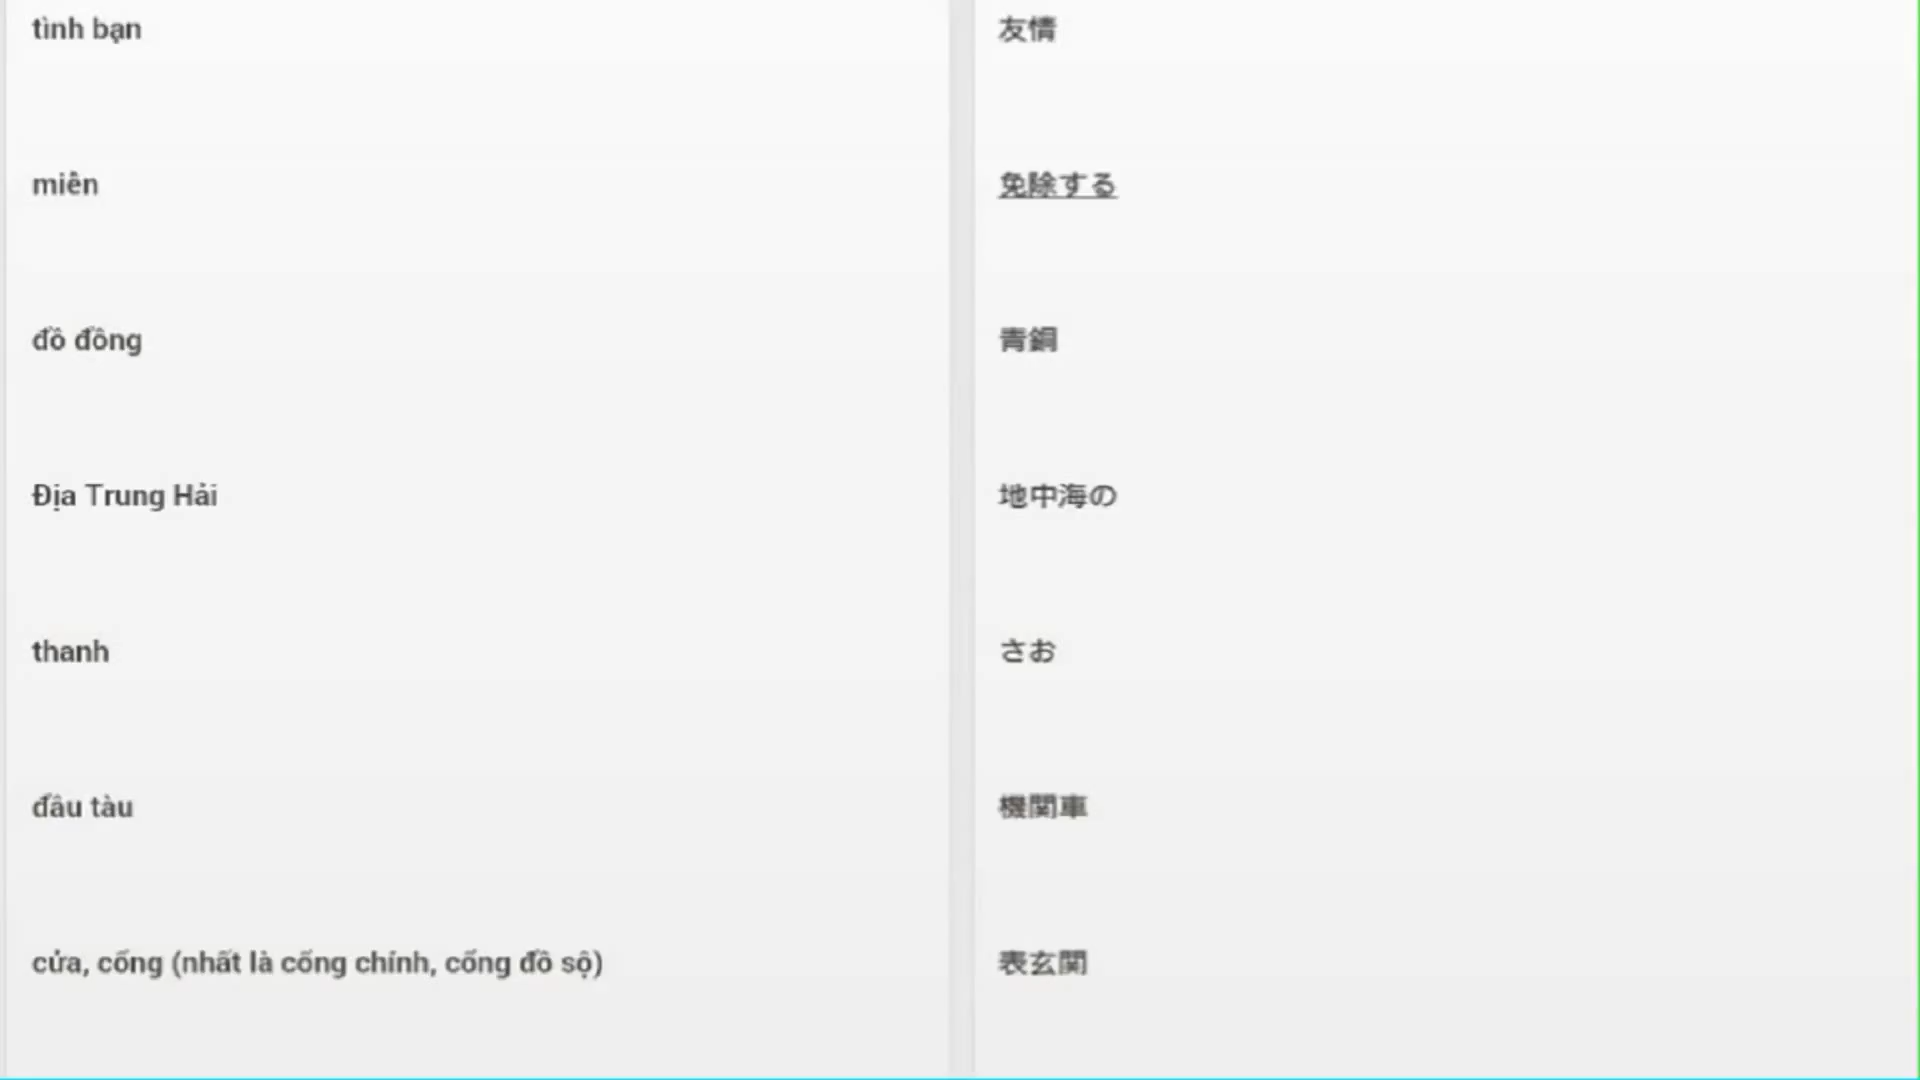 tình bạn
友情
miễn
免除する
đồ đồng
青銅
Địa Trung Hải
地中海の
thanh
さお
đầu tàu
機関車
cửa, cổng (nhất là cổng chính, cổng đồ sộ)
表玄関